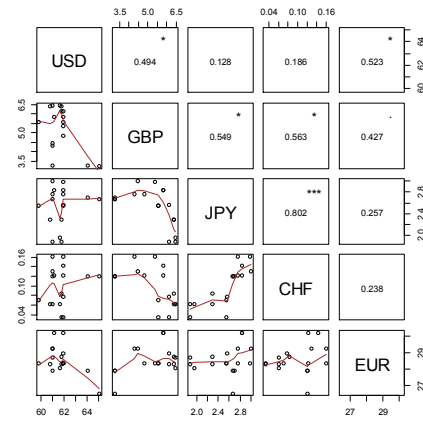 3.5 5.0 6.5 0.04 0.10 0.16
USD
*
0.494
0.128
0.186
*
0.523
60 62 64
3.5 5.0 6.5
GBP
*
0.549
*
0.563
.
0.427
JPY
***
0.802
0.257
2.0 2.4 2.8
0.04 0.10 0.16
CHF
0.238
EUR
27 29
60 62 64 2.0 2.4 2.8 27 29